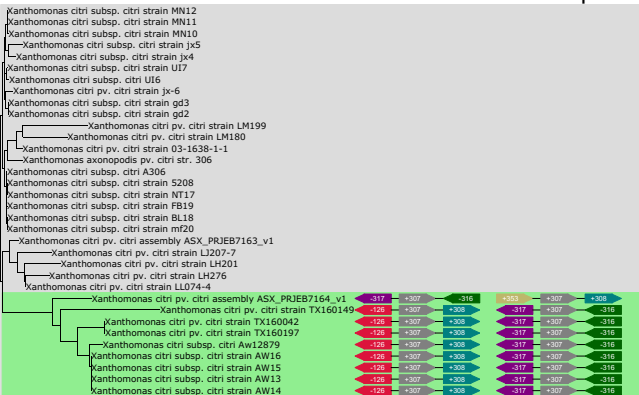 Xanthomonas citri subsp. citri strain MN12
Xanthomonas citri subsp. citri strain MN11
Xanthomonas citri subsp. citri strain MN10
Xanthomonas citri subsp. citri strain jx5
Xanthomonas citri subsp. citri strain jx4
Xanthomonas citri subsp. citri strain UI7
Xanthomonas citri subsp. citri UI6
Xanthomonas citri pv. citri strain jx-6
Xanthomonas citri subsp. citri strain gd3
Xanthomonas citri subsp. citri strain gd2
Xanthomonas citri pv. citri strain LM199
Xanthomonas citri pv. citri strain LM180
Xanthomonas citri pv. citri strain 03-1638-1-1
Xanthomonas axonopodis pv. citri str. 306
Xanthomonas citri subsp. citri A306
Xanthomonas citri subsp. citri strain 5208
Xanthomonas citri subsp. citri strain NT17
Xanthomonas citri subsp. citri strain FB19
Xanthomonas citri subsp. citri strain BL18
Xanthomonas citri subsp. citri strain mf20
Xanthomonas citri pv. citri assembly ASX_PRJEB7163_v1
Xanthomonas citri pv. citri strain LJ207-7
Xanthomonas citri pv. citri strain LH201
Xanthomonas citri pv. citri strain LH276
Xanthomonas citri pv. citri strain LL074-4
Xanthomonas citri pv. citri assembly ASX_PRJEB7164_v1 -317 +307 -316 +353 +307 +308
Xanthomonas citri pv. citri strain TX160149 -126 +307 +308 -317 +307 -316
Xanthomonas citri pv. citri strain TX160042 -126 +307 +308 -317 +307 -316
Xanthomonas citri pv. citri strain TX160197 -126 +307 +308 -317 +307 -316
Xanthomonas citri subsp. citri Aw12879 -126 +307 +308 -317 +307 -316
Xanthomonas citri subsp. citri strain AW16 -126 +307 +308 -317 +307 -316
Xanthomonas citri subsp. citri strain AW15 -126 +307 +308 -317 +307 -316
Xanthomonas citri subsp. citri strain AW13 -126 +307 +308 -317 +307 -316
Xanthomonas citri subsp. citri strain AW14 -126 +307 +308 -317 +307 -316